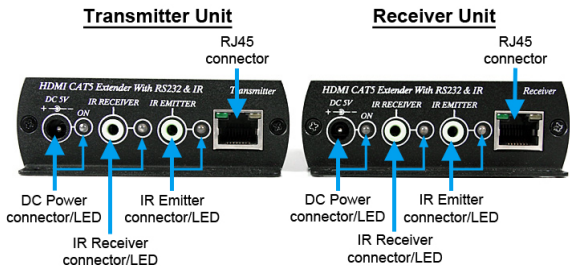 Transmitter Unit
RJ45
connector
HDMI CAT5 Extender With RS232 & IR
Transmitter
DC 5V
ON
IR RECEIVER
IR EMITTER
DC Power
connector/LED
IR Receiver
connector/LED
IR Emitter
connector/LED
Receiver Unit
RJ45
connector
HDMI CAT5 Extender With RS232 & IR
Receiver
DC 5V
ON
IR RECEIVER
IR EMITTER
DC Power
connector/LED
IR Receiver
connector/LED
IR Emitter
connector/LED